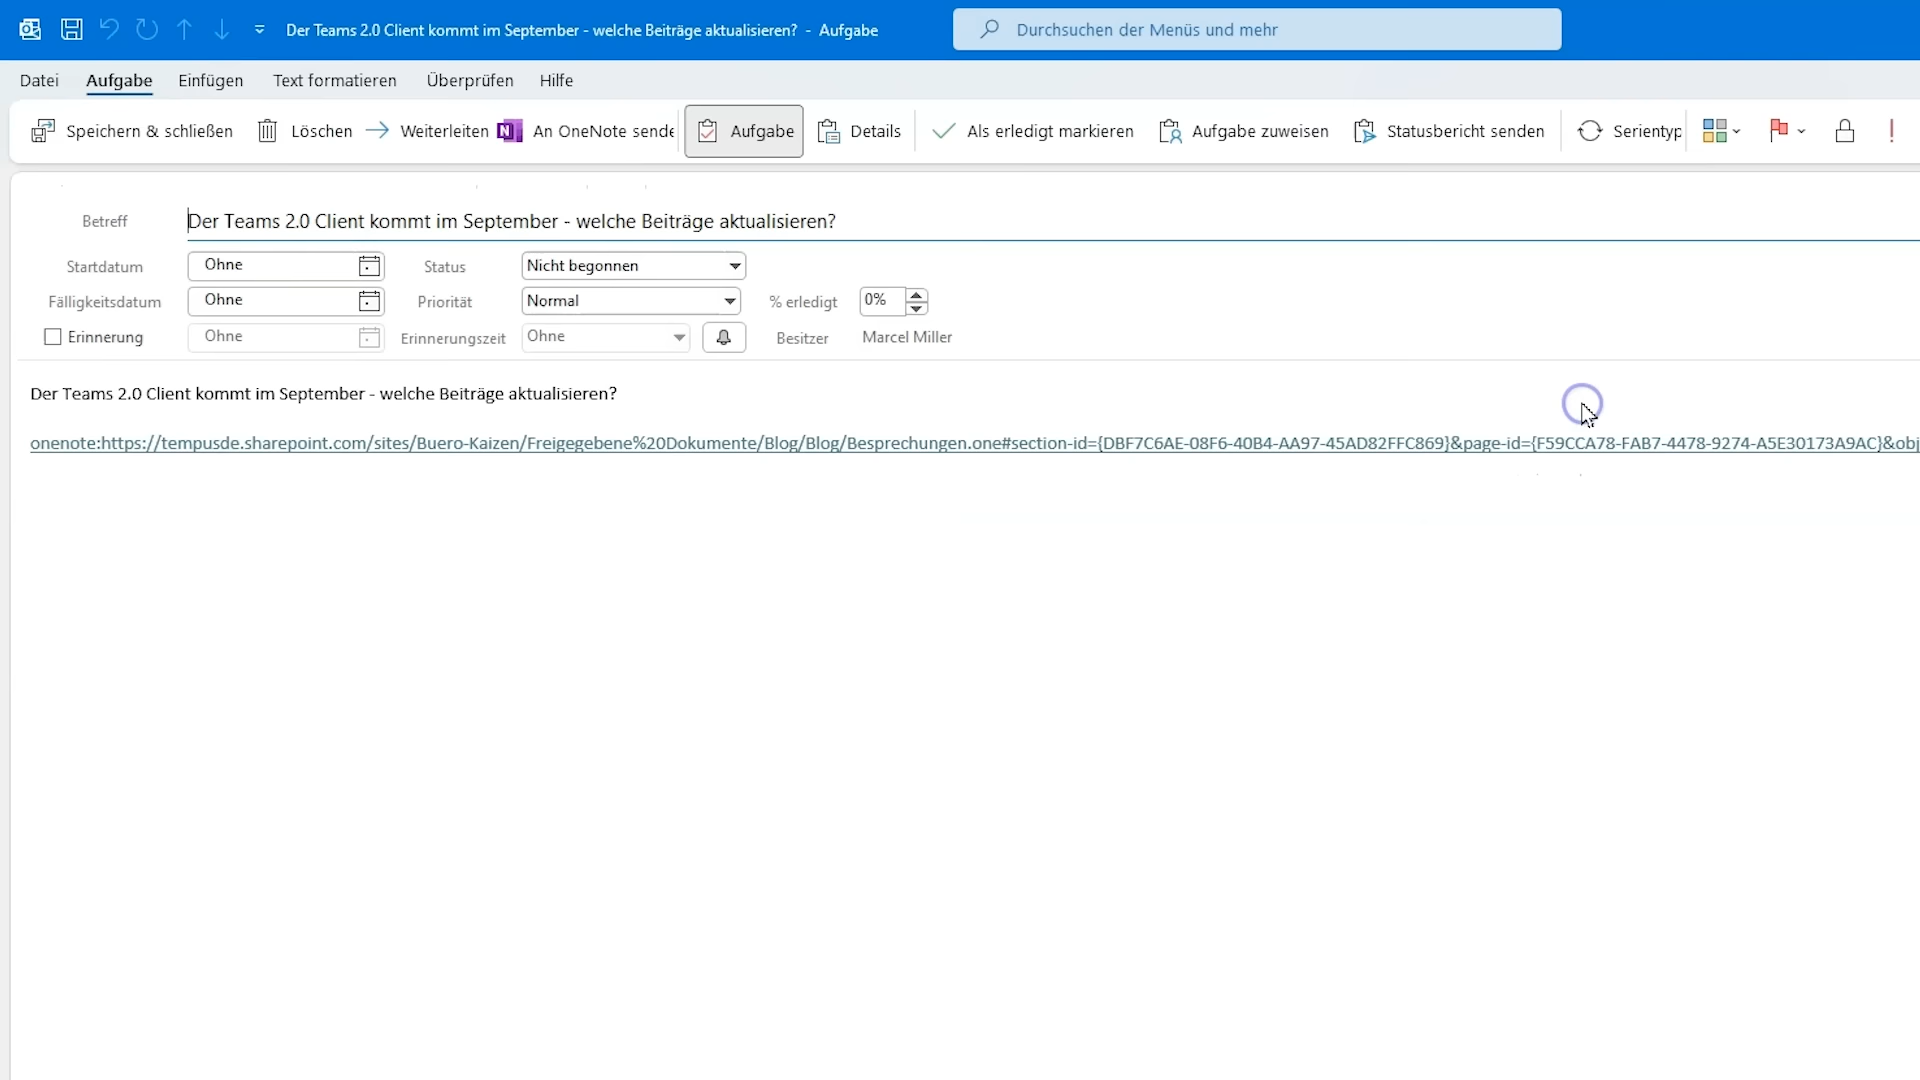 Der Teams 2.0 Client kommt im September - welche Beiträge aktualisieren? - Aufgabe
Durchsuchen der Menüs und mehr
Datei Aufgabe Einfügen Text formatieren Überprüfen Hilfe
Speichern & schließen Löschen Weiterleiten An OneNote sende Aufgabe Details Als erledigt markieren Aufgabe zuweisen Statusbericht senden Serientyp
Betreff Der Teams 2.0 Client kommt im September - welche Beiträge aktualisieren?
Startdatum Ohne Status Nicht begonnen
Fälligkeitsdatum Ohne Priorität Normal % erledigt 0%
Erinnerung Ohne Erinnerungszeit Ohne Besitzer Marcel Miller
Der Teams 2.0 Client kommt im September - welche Beiträge aktualisieren?
onenote:https://tempusde.sharepoint.com/sites/Buero-Kaizen/Freigegebene%20Dokumente/Blog/Blog/Besprechungen.one#section-id={DBF7C6AE-08F6-40B4-AA97-45AD82FFC869}&page-id={F59CCA78-FAB7-4478-9274-A5E30173A9AC}&obj